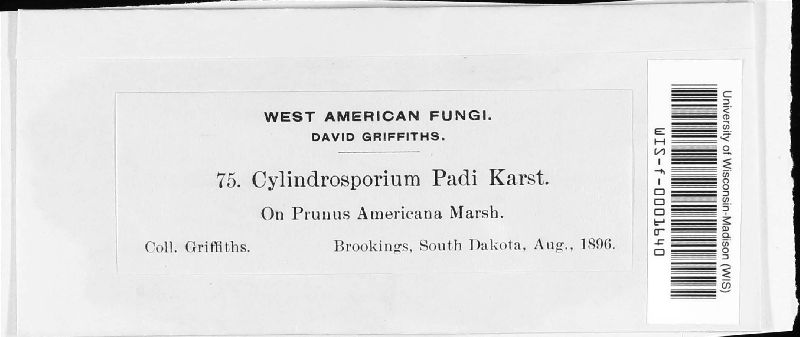 WEST AMERICAN FUNGI.
DAVID GRIFFITHS.
75. Cylindrosporium Padi Karst.
On Prunus Americana Marsh.
Coll. Griffiths. Brookings, South Dakota, Aug., 1896.
WIS-f-0001640
University of Wisconsin-Madison (WIS)